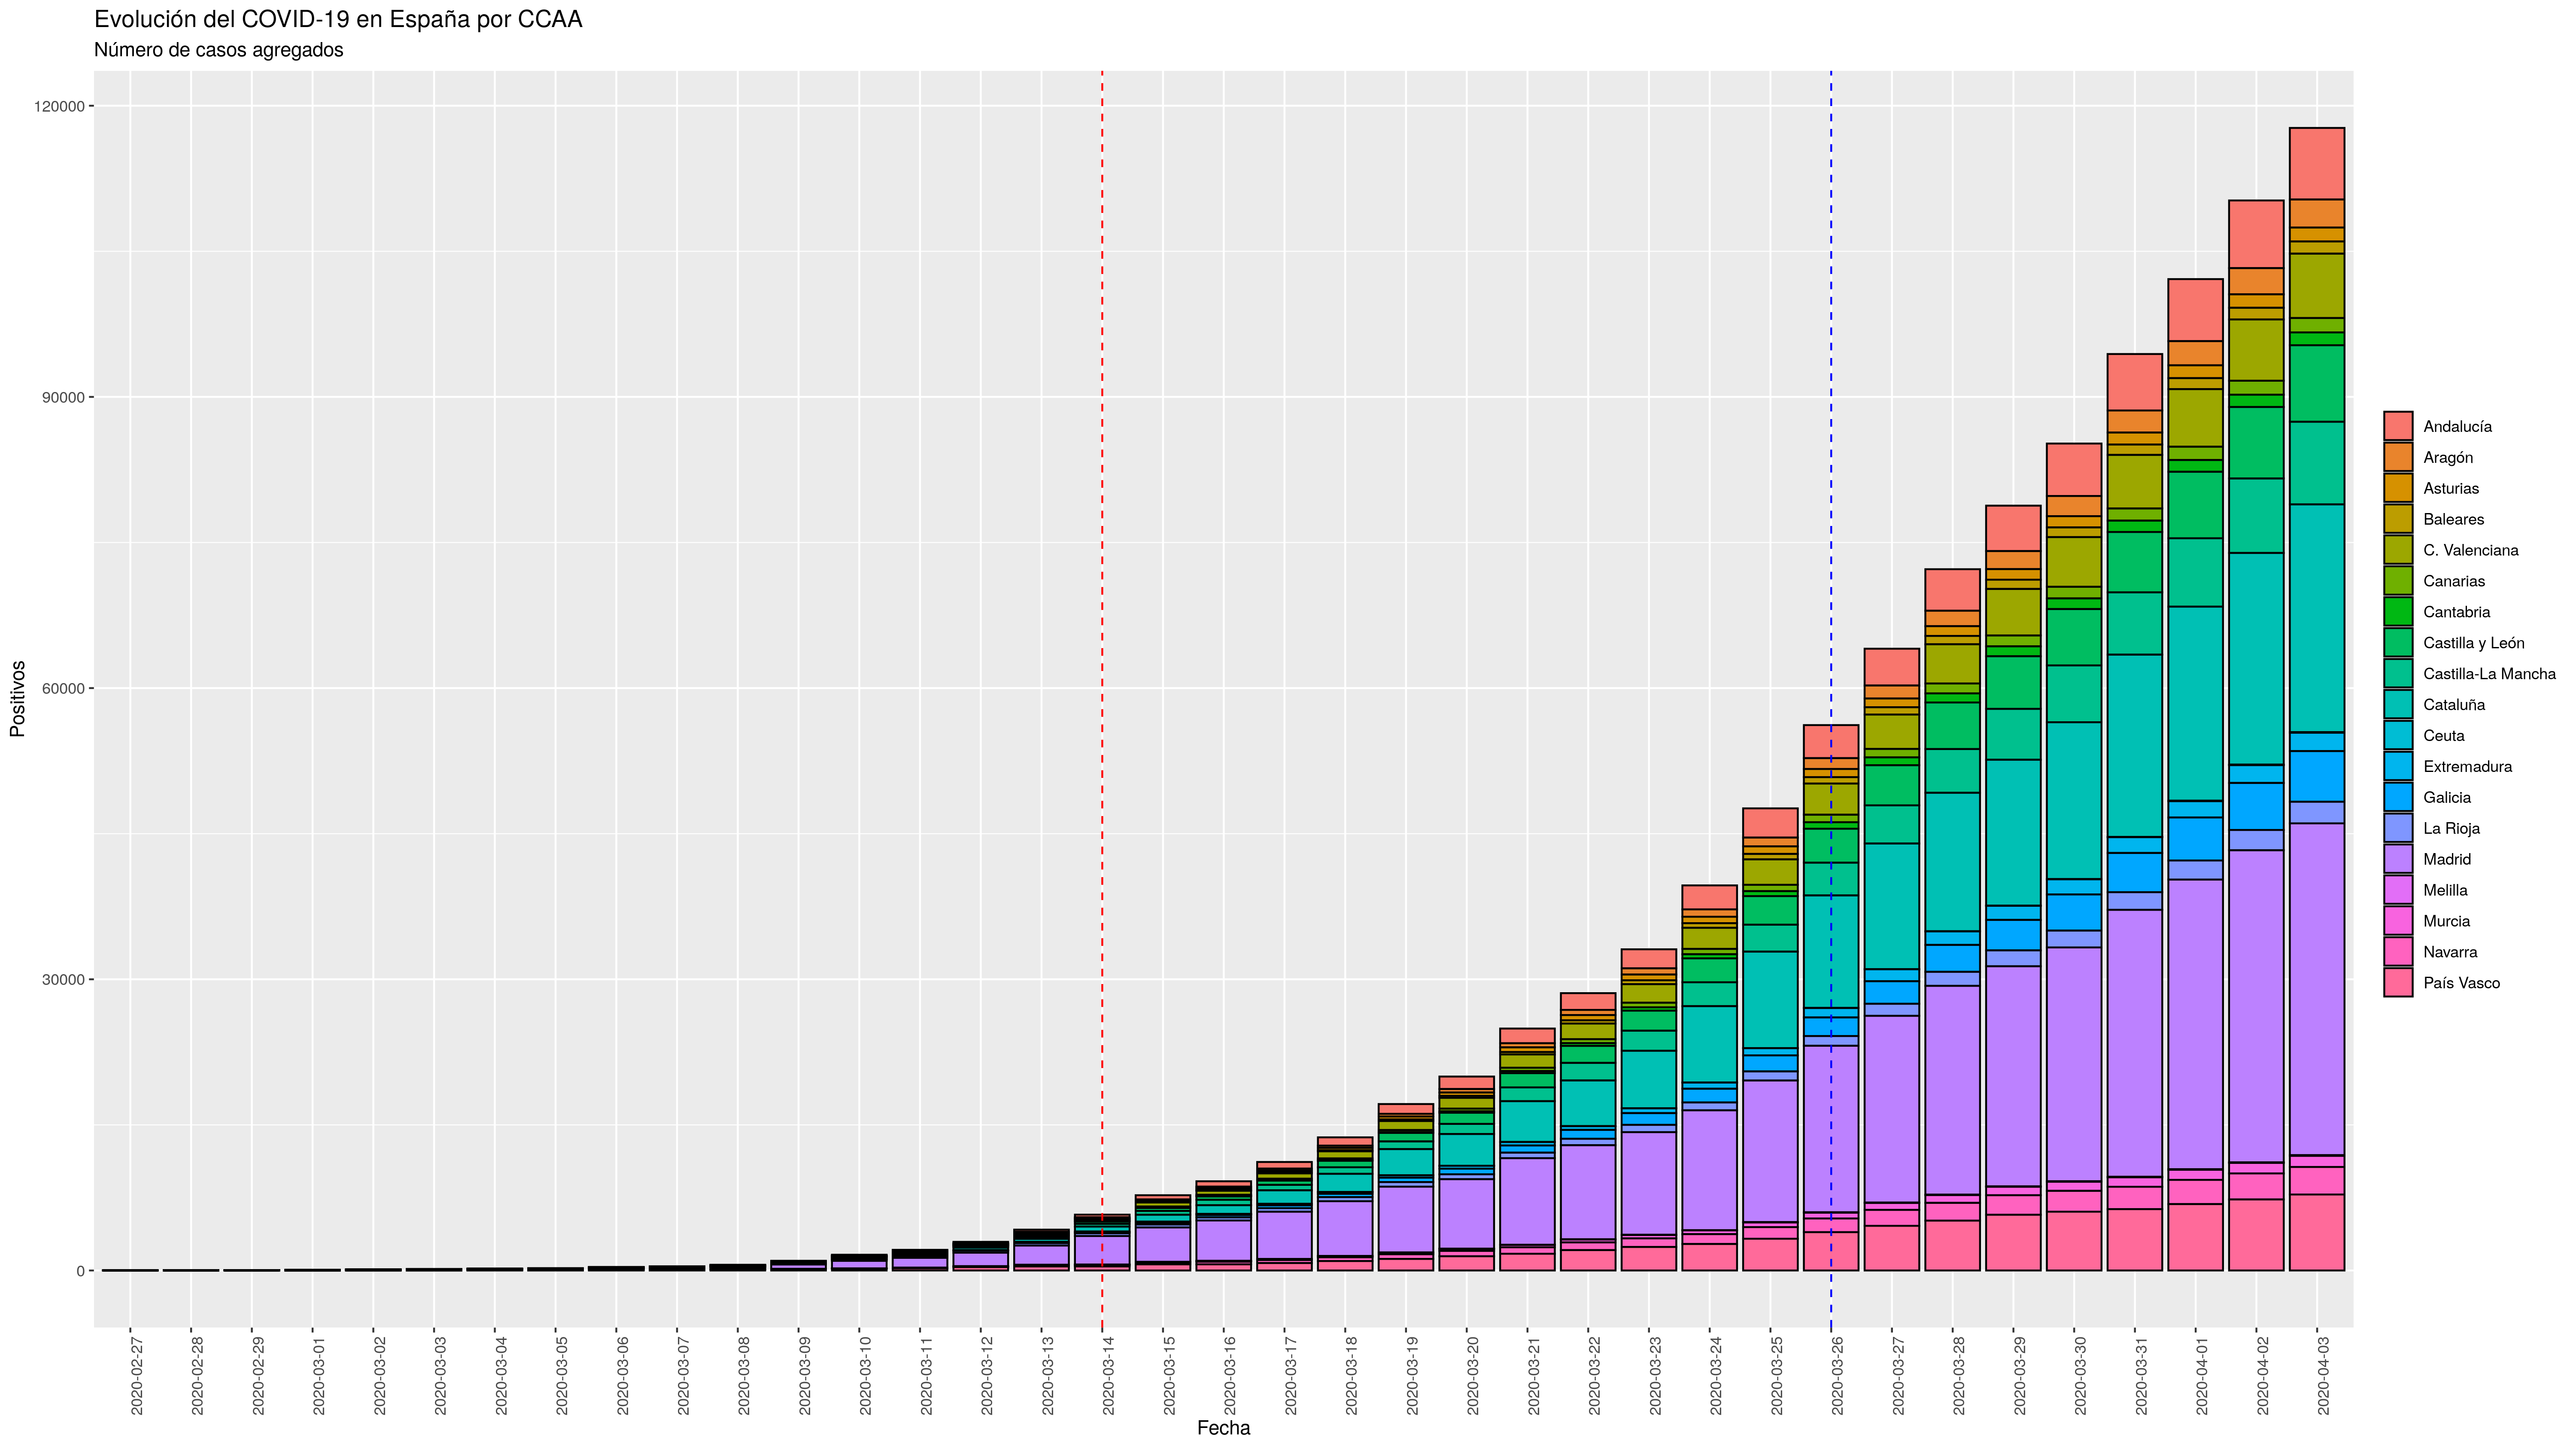 Evolución del COVID-19 en España por CCAA
Número de casos agregados
Positivos
120000
90000
60000
30000
0
2020-02-27
2020-02-28
2020-02-29
2020-03-01
2020-03-02
2020-03-03
2020-03-04
2020-03-05
2020-03-06
2020-03-07
2020-03-08
2020-03-09
2020-03-10
2020-03-11
2020-03-12
2020-03-13
2020-03-14
2020-03-15
2020-03-16
2020-03-17
2020-03-18
2020-03-19
2020-03-20
2020-03-21
2020-03-22
2020-03-23
2020-03-24
2020-03-25
2020-03-26
2020-03-27
2020-03-28
2020-03-29
2020-03-30
2020-03-31
2020-04-01
2020-04-02
2020-04-03
Fecha
Andalucía
Aragón
Asturias
Baleares
C. Valenciana
Canarias
Cantabria
Castilla y León
Castilla-La Mancha
Cataluña
Ceuta
Extremadura
Galicia
La Rioja
Madrid
Melilla
Murcia
Navarra
País Vasco